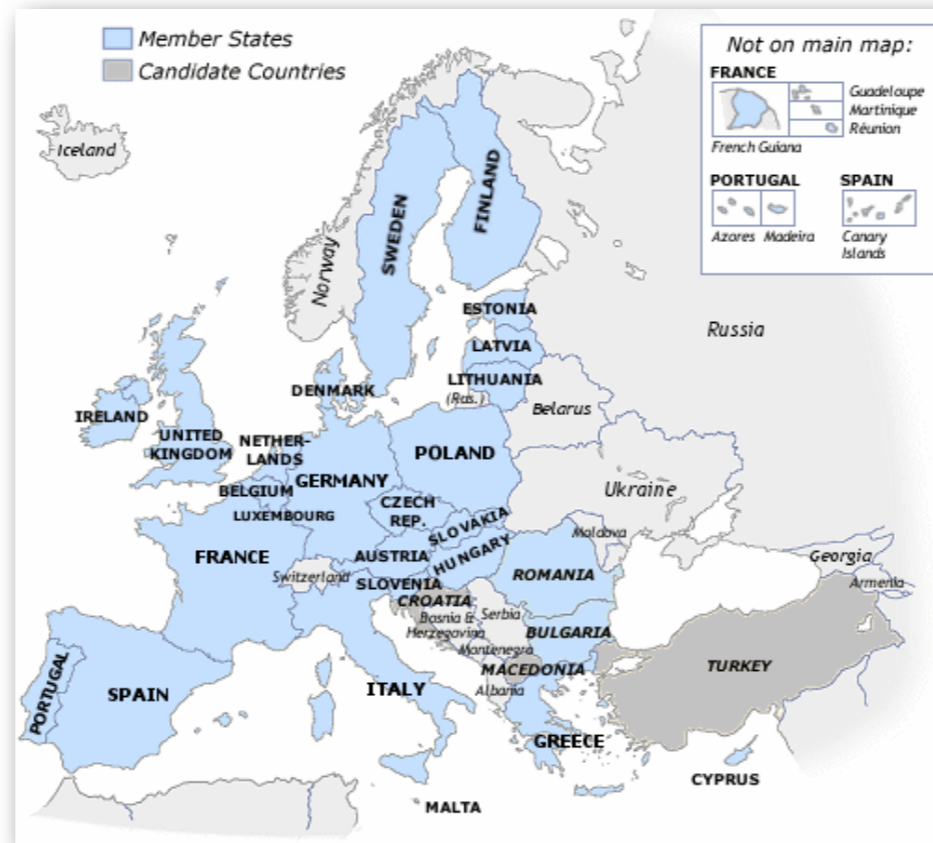 Member States
Candidate Countries
Not on main map:
FRANCE
Guadeloupe
Martinique
Réunion
French Guiana
PORTUGAL
SPAIN
Azores
Madeira
Canary
Islands
Iceland
Norway
SWEDEN
FINLAND
Russia
ESTONIA
LATVIA
LITHUANIA
(Rus.)
DENMARK
Belarus
IRELAND
UNITED
KINGDOM
NETHER-
LANDS
POLAND
GERMANY
BELGIUM
Ukraine
CZECH
REP.
LUXEMBOURG
SLOVAKIA
Moldova
FRANCE
AUSTRIA
HUNGARY
Georgia
Switzerland
SLOVENIA
ROMANIA
Armenia
CROATIA
Bosnia &
Herzegovina
Serbia
BULGARIA
Montenegro
MACEDONIA
TURKEY
PORTUGAL
SPAIN
ITALY
Albania
GREECE
CYPRUS
MALTA